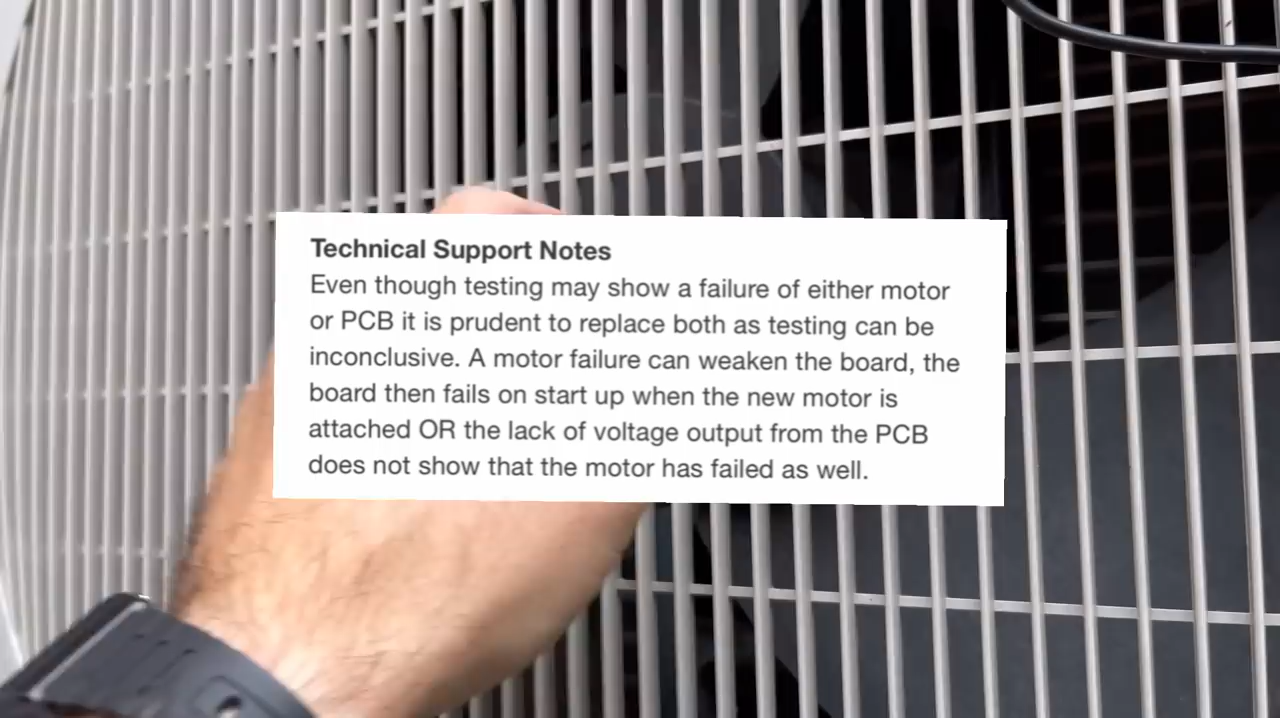 Technical Support Notes
Even though testing may show a failure of either motor
or PCB it is prudent to replace both as testing can be
inconclusive. A motor failure can weaken the board, the
board then fails on start up when the new motor is
attached OR the lack of voltage output from the PCB
does not show that the motor has failed as well.